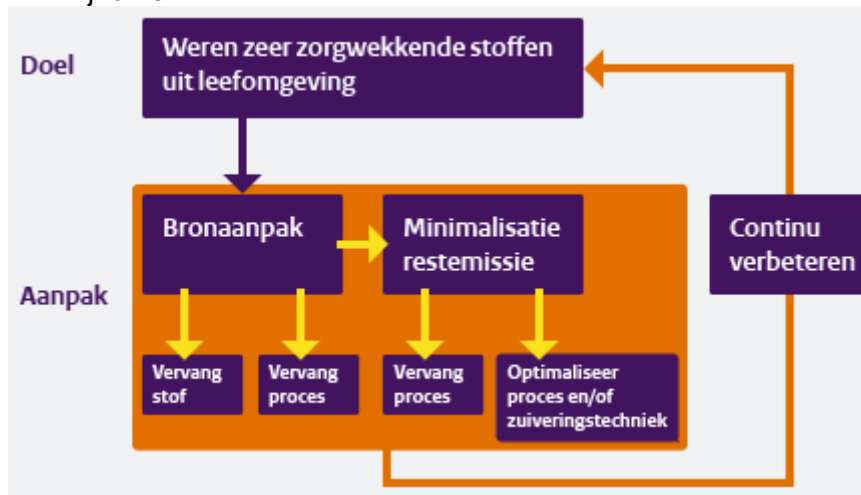 Doel
Weren zeer zorgwekkende stoffen
uit leefomgeving
Aanpak
Bronaanpak
Minimalisatie
restemissie
Continu
verbeteren
Vervang
stof
Vervang
proces
Vervang
proces
Optimaliseer
proces en/of
zuiveringstechniek